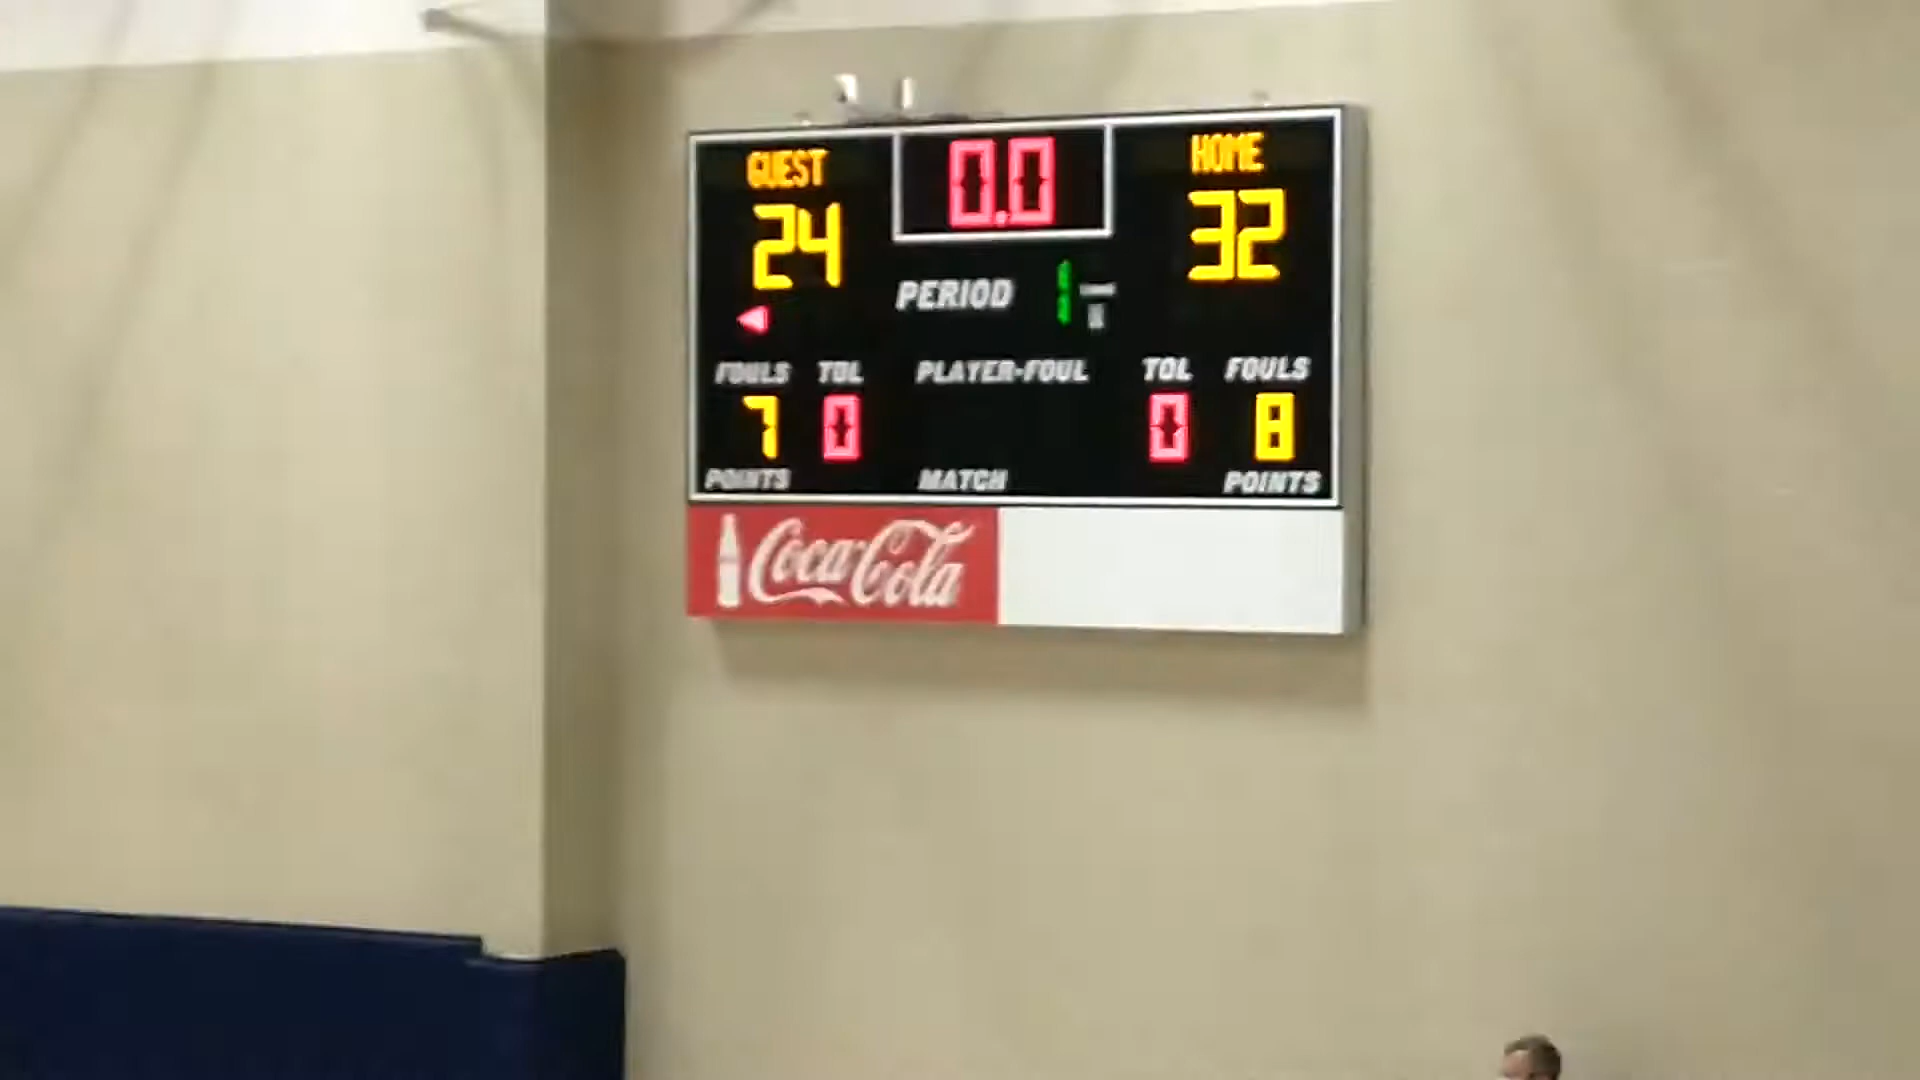 GUEST 0.0 HOME
24 32
PERIOD 1
FOULS TOL PLAYER-FOUL TOL FOULS
7 0 0 8
POINTS MATCH POINTS
Coca-Cola